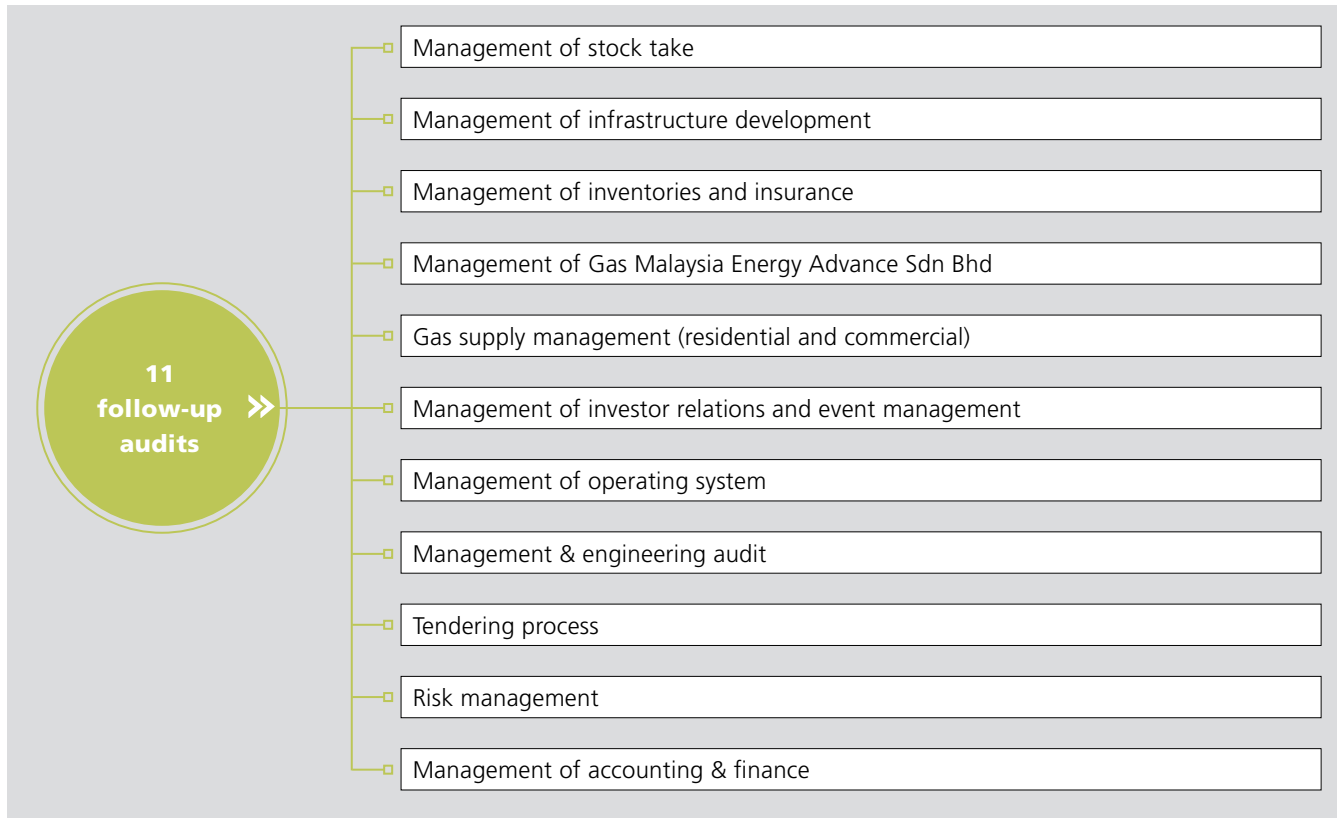 Management of stock take
Management of infrastructure development
Management of inventories and insurance
Management of Gas Malaysia Energy Advance Sdn Bhd
Gas supply management (residential and commercial)
11
follow-up »
audits
Management of investor relations and event management
Management of operating system
Management & engineering audit
Tendering process
Risk management
Management of accounting & finance